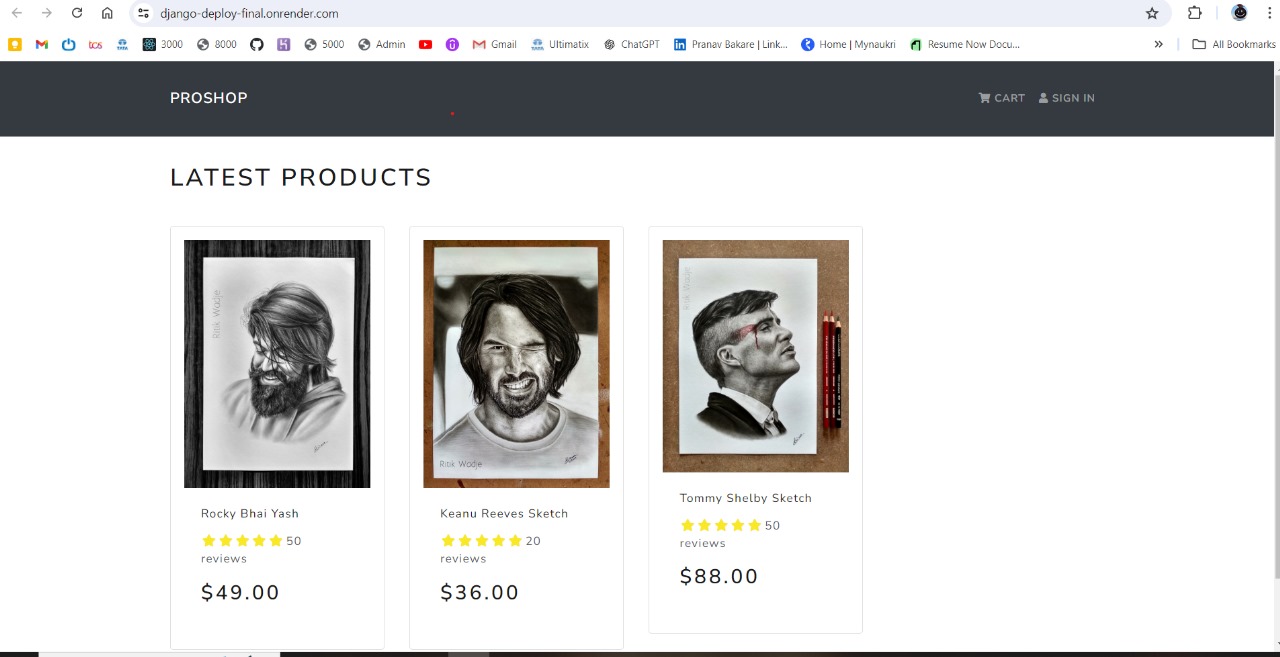 django-deploy-final.onrender.com
tcs
3000
8000
5000
Admin
Gmail
Ultimatix
ChatGPT
Pranav Bakare | Link...
Home | Mynaukri
Resume Now Docu...
»
All Bookmarks
PROSHOP
CART
SIGN IN
LATEST PRODUCTS
Ritik Wadje
Rocky Bhai Yash
50
reviews
$49.00
Ritik Wadje
Keanu Reeves Sketch
20
reviews
$36.00
Ritik Wadje
Tommy Shelby Sketch
50
reviews
$88.00